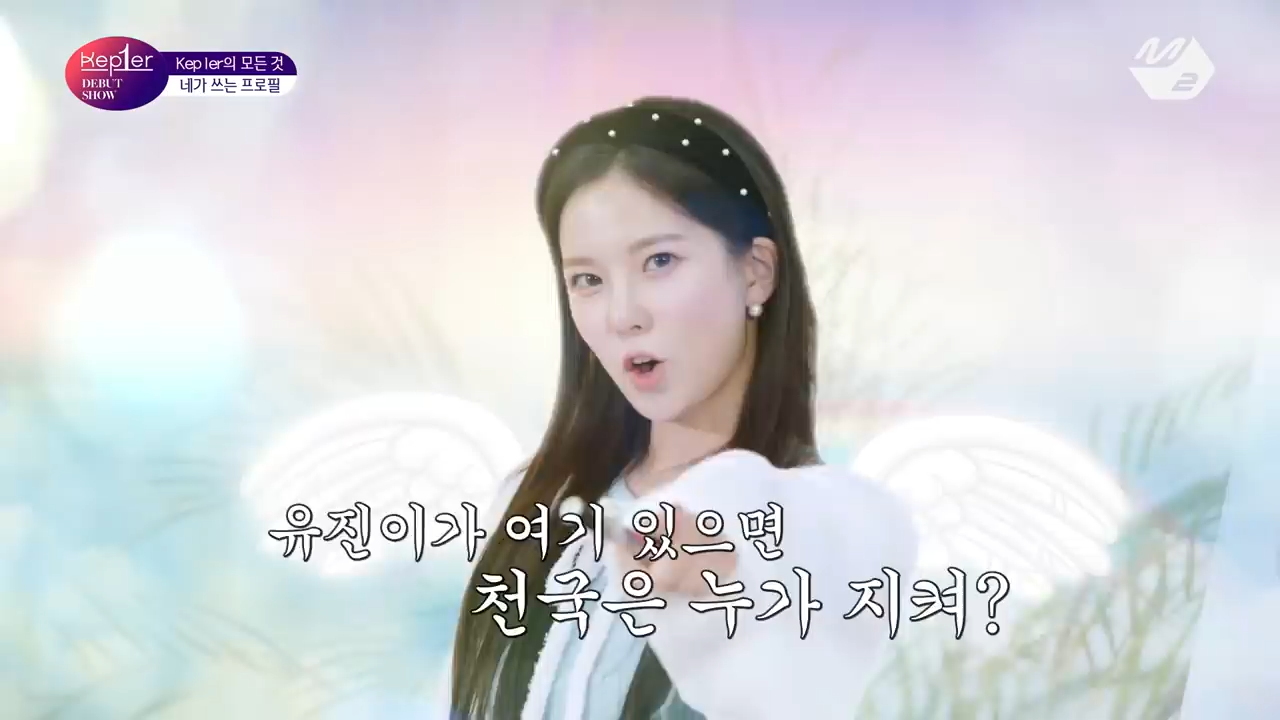 Kep1er
DEBUT
SHOW
Kep1er의 모든 것
네가 쓰는 프로필
M2
유진이가 여기 있으면
천국은 누가 지켜?